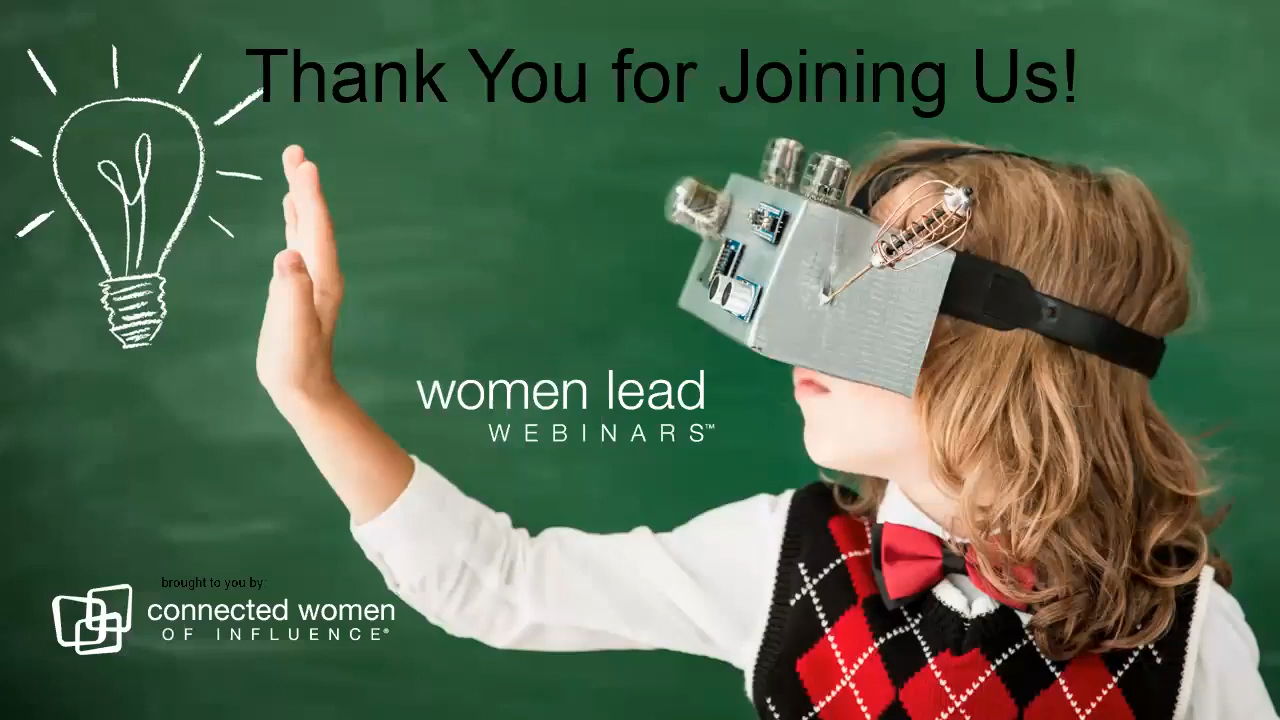 Thank You for Joining Us!
women lead
WEBINARS™
brought to you by:
connected women
OF INFLUENCE®